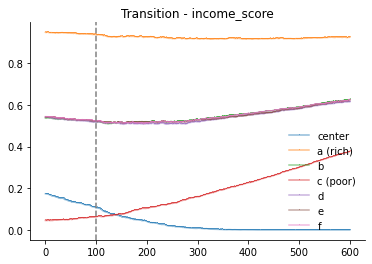 Transition - income_score
0.8
0.6
0.4
0.2
0.0
center
a (rich)
b
c (poor)
d
e
f
0 100 200 300 400 500 600